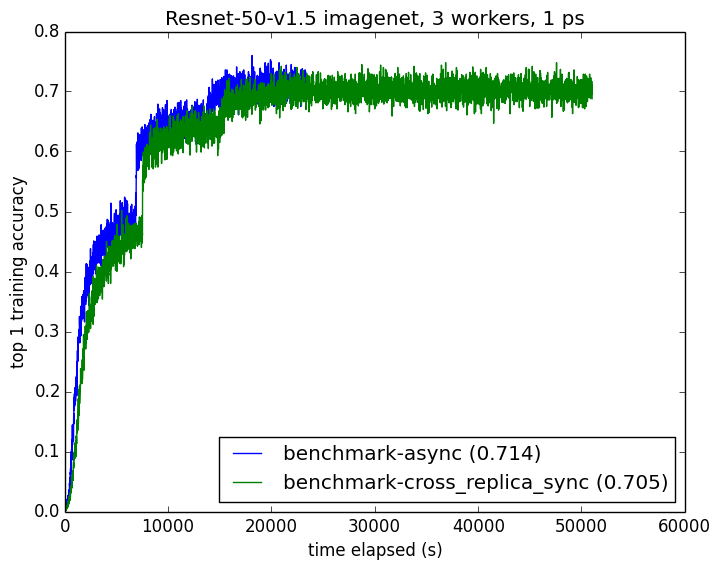 Resnet-50-v1.5 imagenet, 3 workers, 1 ps
0.8
0.7
0.6
0.5
0.4
0.3
0.2
0.1
0.0
top 1 training accuracy
benchmark-async (0.714)
benchmark-cross_replica_sync (0.705)
0 10000 20000 30000 40000 50000 60000
time elapsed (s)